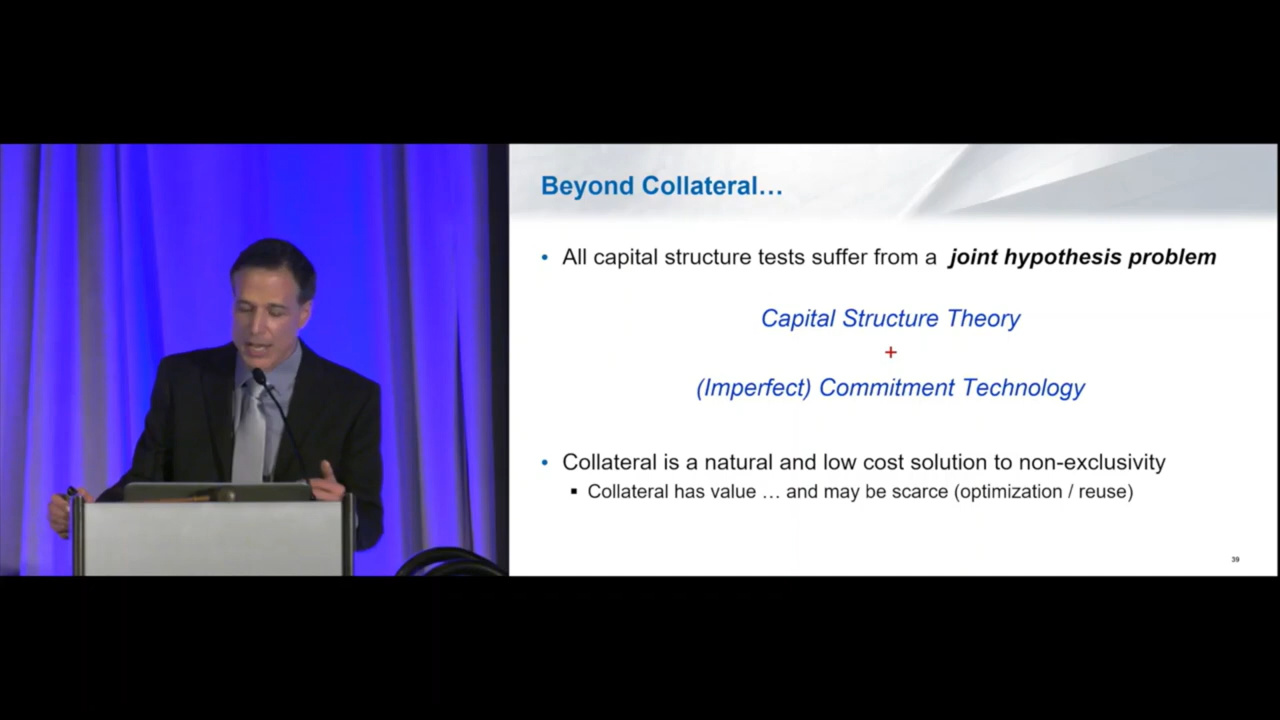 Beyond Collateral…
• All capital structure tests suffer from a joint hypothesis problem
Capital Structure Theory
+
(Imperfect) Commitment Technology
• Collateral is a natural and low cost solution to non-exclusivity
▪ Collateral has value … and may be scarce (optimization / reuse)
39